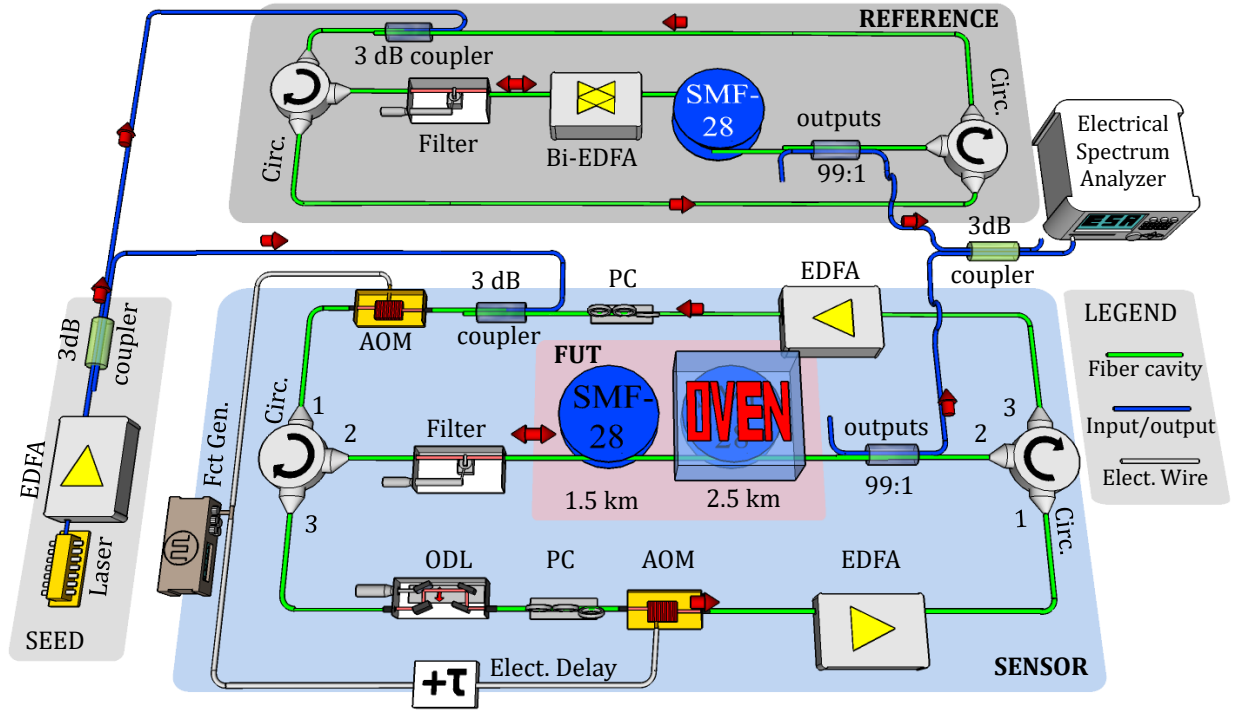 REFERENCE
3 dB coupler
Circ.
Circ.
Filter
Bi-EDFA
SMF-
28
outputs
99:1
Electrical
Spectrum
Analyzer
ESA
3dB
coupler
3dB
coupler
EDFA
Laser
SEED
AOM
3 dB
coupler
PC
EDFA
FUT
SMF-
28
OVEN
28
1.5 km
2.5 km
Circ.
1
2
3
Filter
outputs
99:1
3
2
1
Circ.
Fct Gen.
ODL
PC
AOM
EDFA
+τ
Elect. Delay
SENSOR
LEGEND
Fiber cavity
Input/output
Elect. Wire